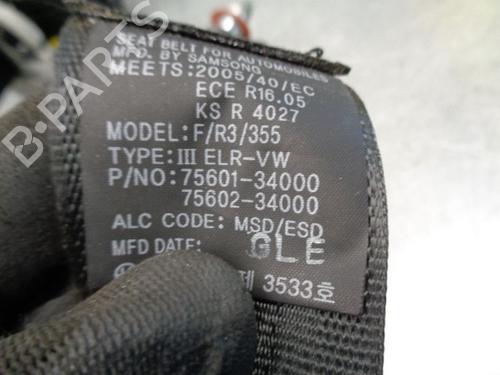 SEAT BELT FOR AUTOMOBILES
MFD. BY SAMSONG
MEETS:2005/40/EC
ECE R16.05
KS R 4027
MODEL: F/R3/355
TYPE: III ELR-VW
P/NO: 75601-34000
75602-34000
ALC CODE: MSD/ESD
MFD DATE: GLE
제 3533호
B-PARTS